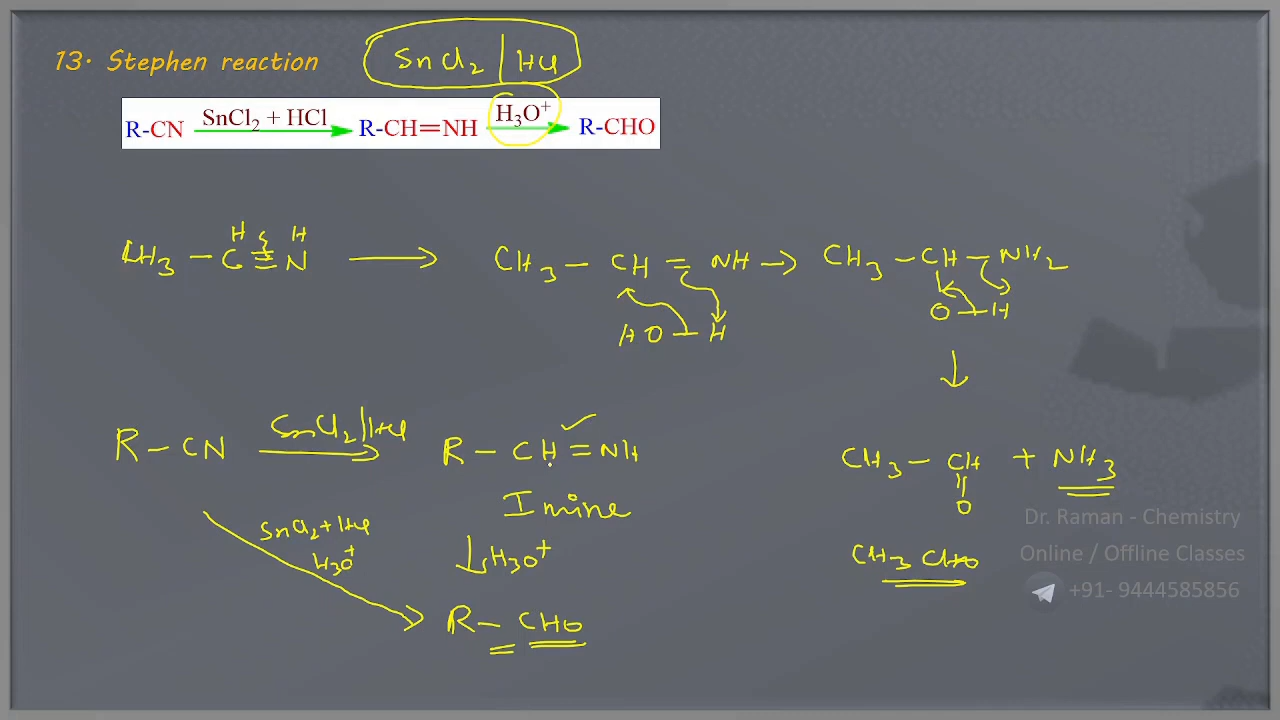 13. Stephen reaction
SnCl2 | HCl
R-CN SnCl2 + HCl R-CH=NH H3O+ R-CHO
H H
CH3 - C ≡ N → CH3 - CH = NH → CH3 - CH - NH2
HO - H
O - H
R - CN SnCl2 | HCl R - CH = NH
Imine
SnCl2 + HCl
H3O+
H3O+
R - CHO
CH3 - CH + NH3
O
CH3 CHO
Dr. Raman - Chemistry
Online / Offline Classes
+91- 9444585856